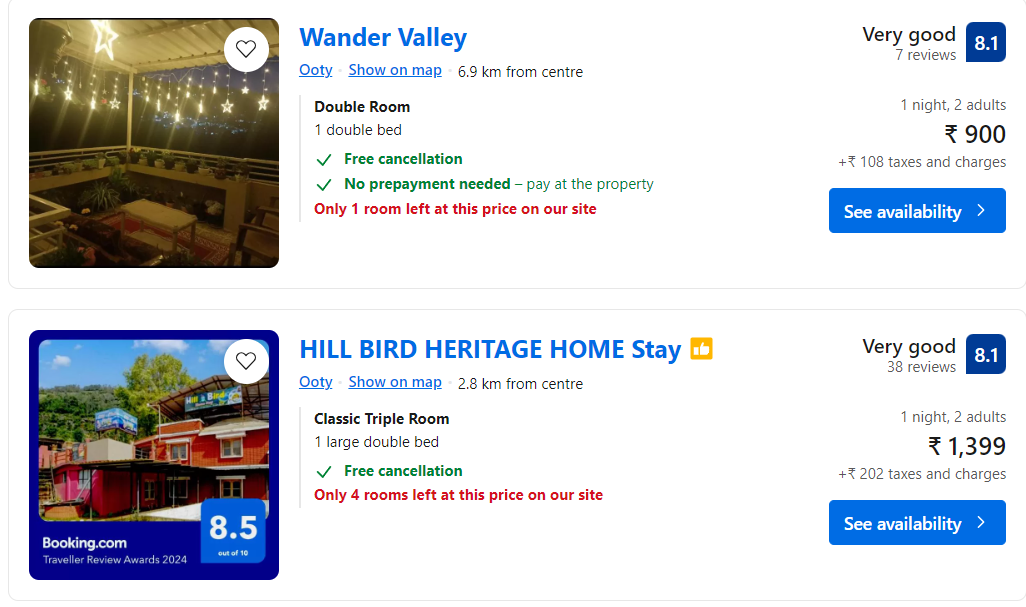 Wander Valley
Ooty · Show on map · 6.9 km from centre
Double Room
1 double bed
Free cancellation
No prepayment needed – pay at the property
Only 1 room left at this price on our site
Very good 8.1
7 reviews
1 night, 2 adults
₹ 900
+₹ 108 taxes and charges
See availability
Hill Bird
8.5
out of 10
Booking.com
Traveller Review Awards 2024
HILL BIRD HERITAGE HOME Stay
Ooty · Show on map · 2.8 km from centre
Classic Triple Room
1 large double bed
Free cancellation
Only 4 rooms left at this price on our site
Very good 8.1
38 reviews
1 night, 2 adults
₹ 1,399
+₹ 202 taxes and charges
See availability